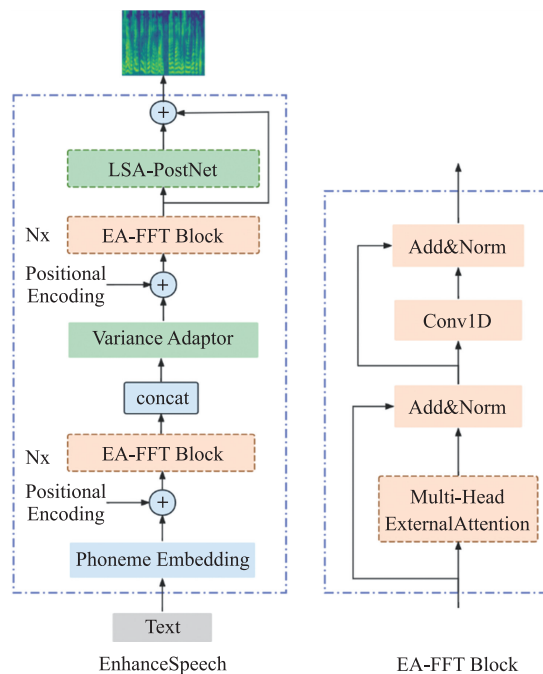 +
LSA-PostNet
Nx
EA-FFT Block
Positional
Encoding
+
Variance Adaptor
concat
Nx
EA-FFT Block
Positional
Encoding
+
Phoneme Embedding
Text
EnhanceSpeech
Add&Norm
Conv1D
Add&Norm
Multi-Head
ExternalAttention
EA-FFT Block